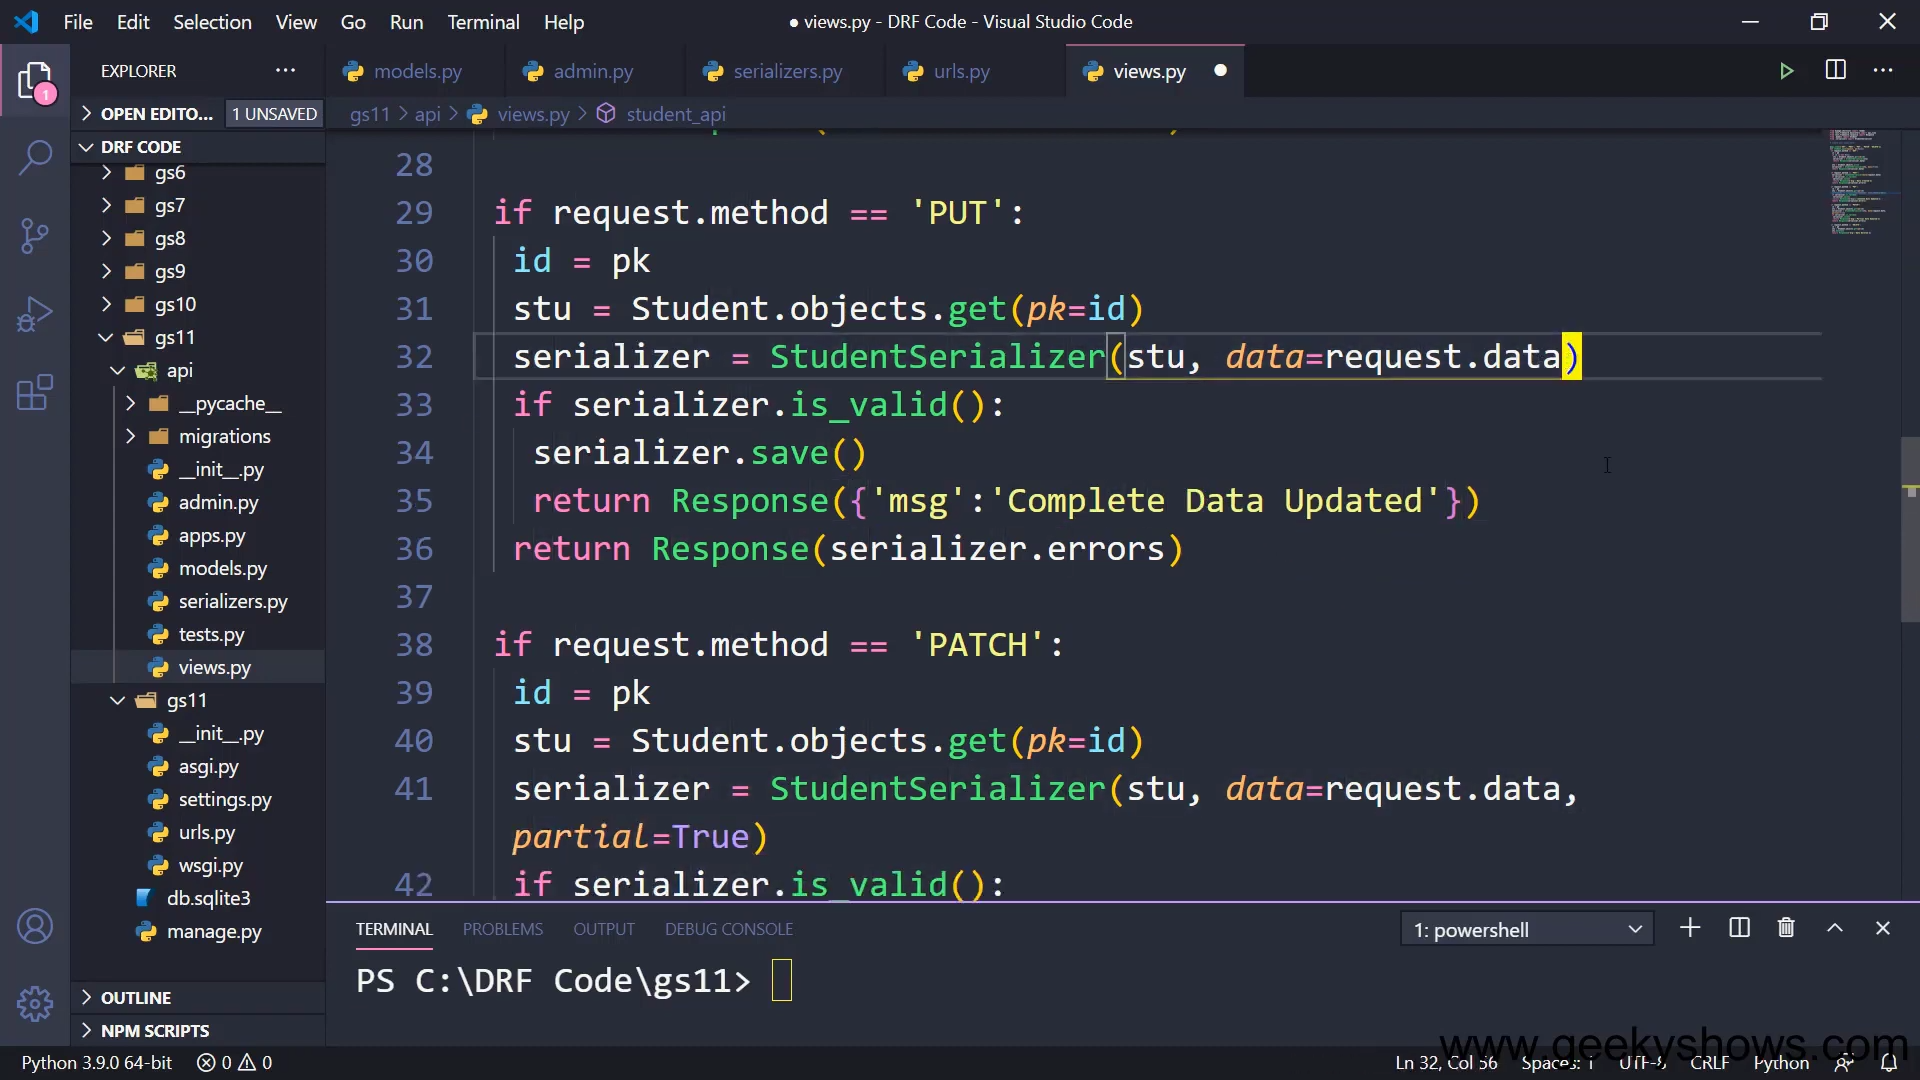 File Edit Selection View Go Run Terminal Help
● views.py - DRF Code - Visual Studio Code
EXPLORER
models.py admin.py serializers.py urls.py views.py
1
OPEN EDITO... 1 UNSAVED
gs11 > api > views.py > student_api
DRF CODE
gs6
gs7
gs8
gs9
gs10
gs11
api
__pycache__
migrations
__init__.py
admin.py
apps.py
models.py
serializers.py
tests.py
views.py
gs11
__init__.py
asgi.py
settings.py
urls.py
wsgi.py
db.sqlite3
manage.py
OUTLINE
NPM SCRIPTS
28
29 if request.method == 'PUT':
30 id = pk
31 stu = Student.objects.get(pk=id)
32 serializer = StudentSerializer(stu, data=request.data)
33 if serializer.is_valid():
34 serializer.save()
35 return Response({'msg':'Complete Data Updated'})
36 return Response(serializer.errors)
37
38 if request.method == 'PATCH':
39 id = pk
40 stu = Student.objects.get(pk=id)
41 serializer = StudentSerializer(stu, data=request.data,
partial=True)
42 if serializer.is_valid():
TERMINAL PROBLEMS OUTPUT DEBUG CONSOLE
1: powershell
PS C:\DRF Code\gs11>
www.geekyshows.com
Python 3.9.0 64-bit 0 0
Ln 32, Col 56 Spaces: 1 UTF-8 CRLF Python